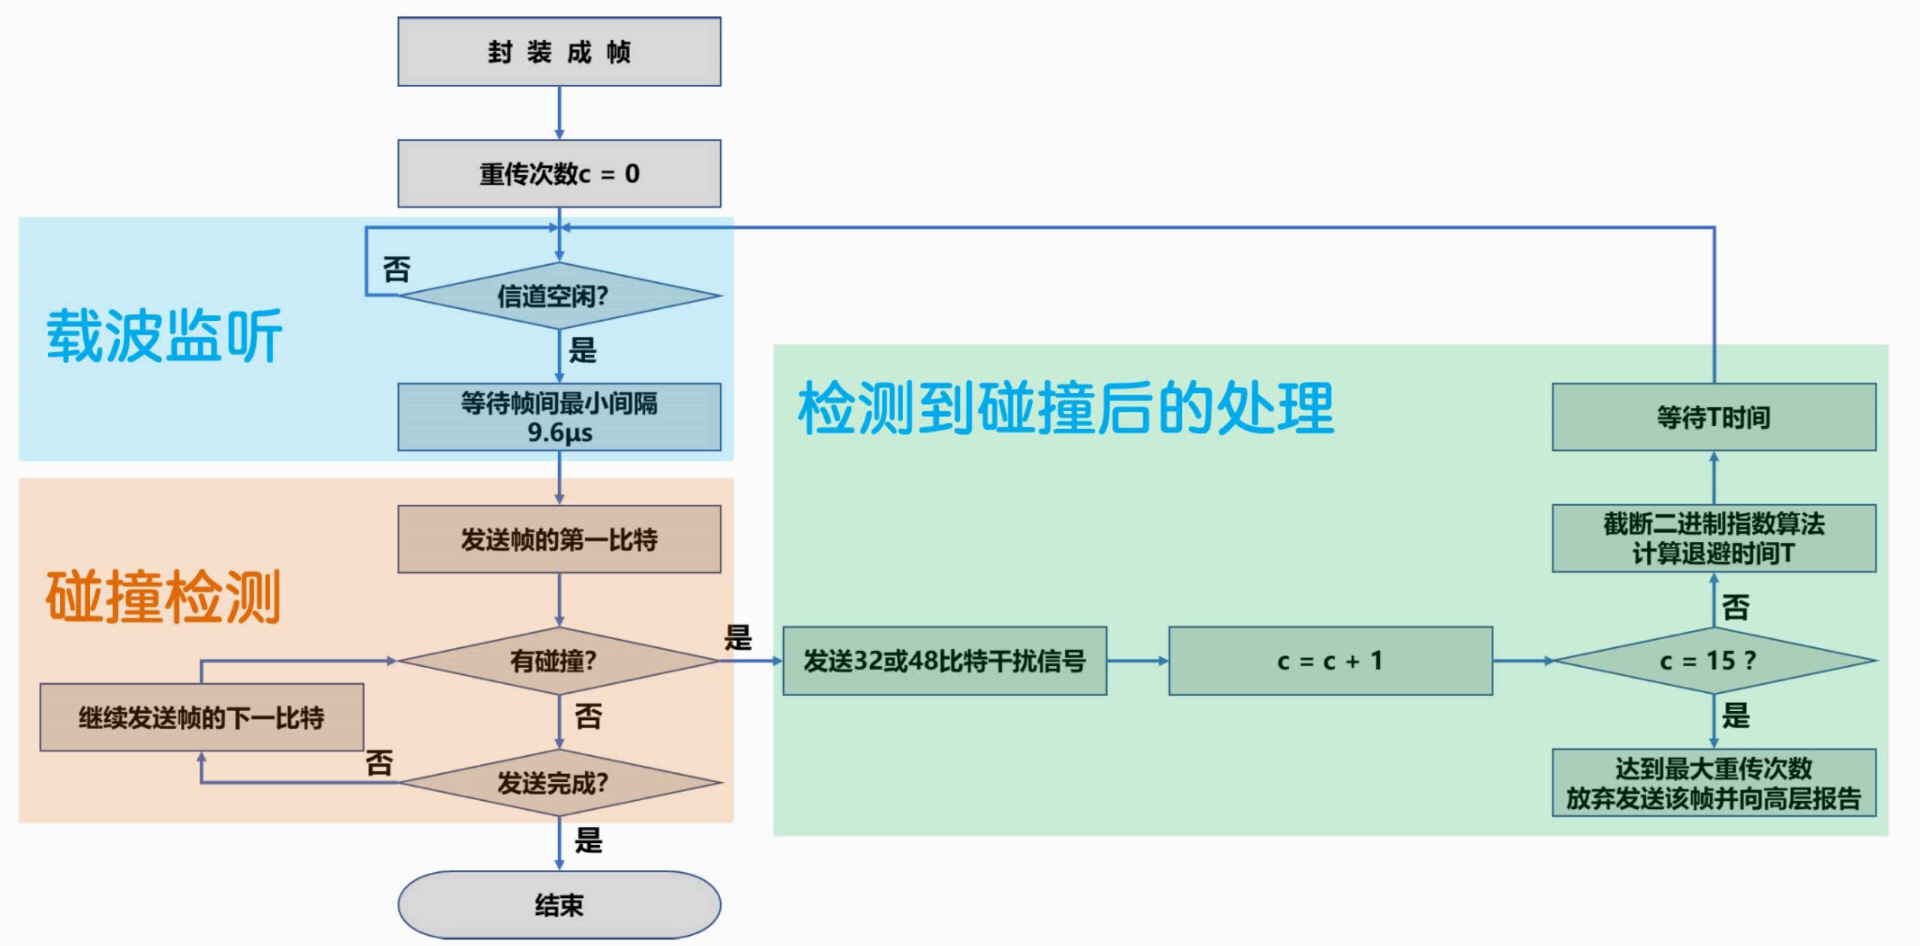 封 装 成 帧
重传次数c = 0
否
信道空闲?
载波监听
是
等待帧间最小间隔
9.6μs
检测到碰撞后的处理
等待T时间
发送帧的第一比特
截断二进制指数算法
计算退避时间T
碰撞检测
否
是
有碰撞?
发送32或48比特干扰信号
c = c + 1
c = 15 ?
继续发送帧的下一比特
否
是
否
发送完成?
达到最大重传次数
放弃发送该帧并向高层报告
是
结束